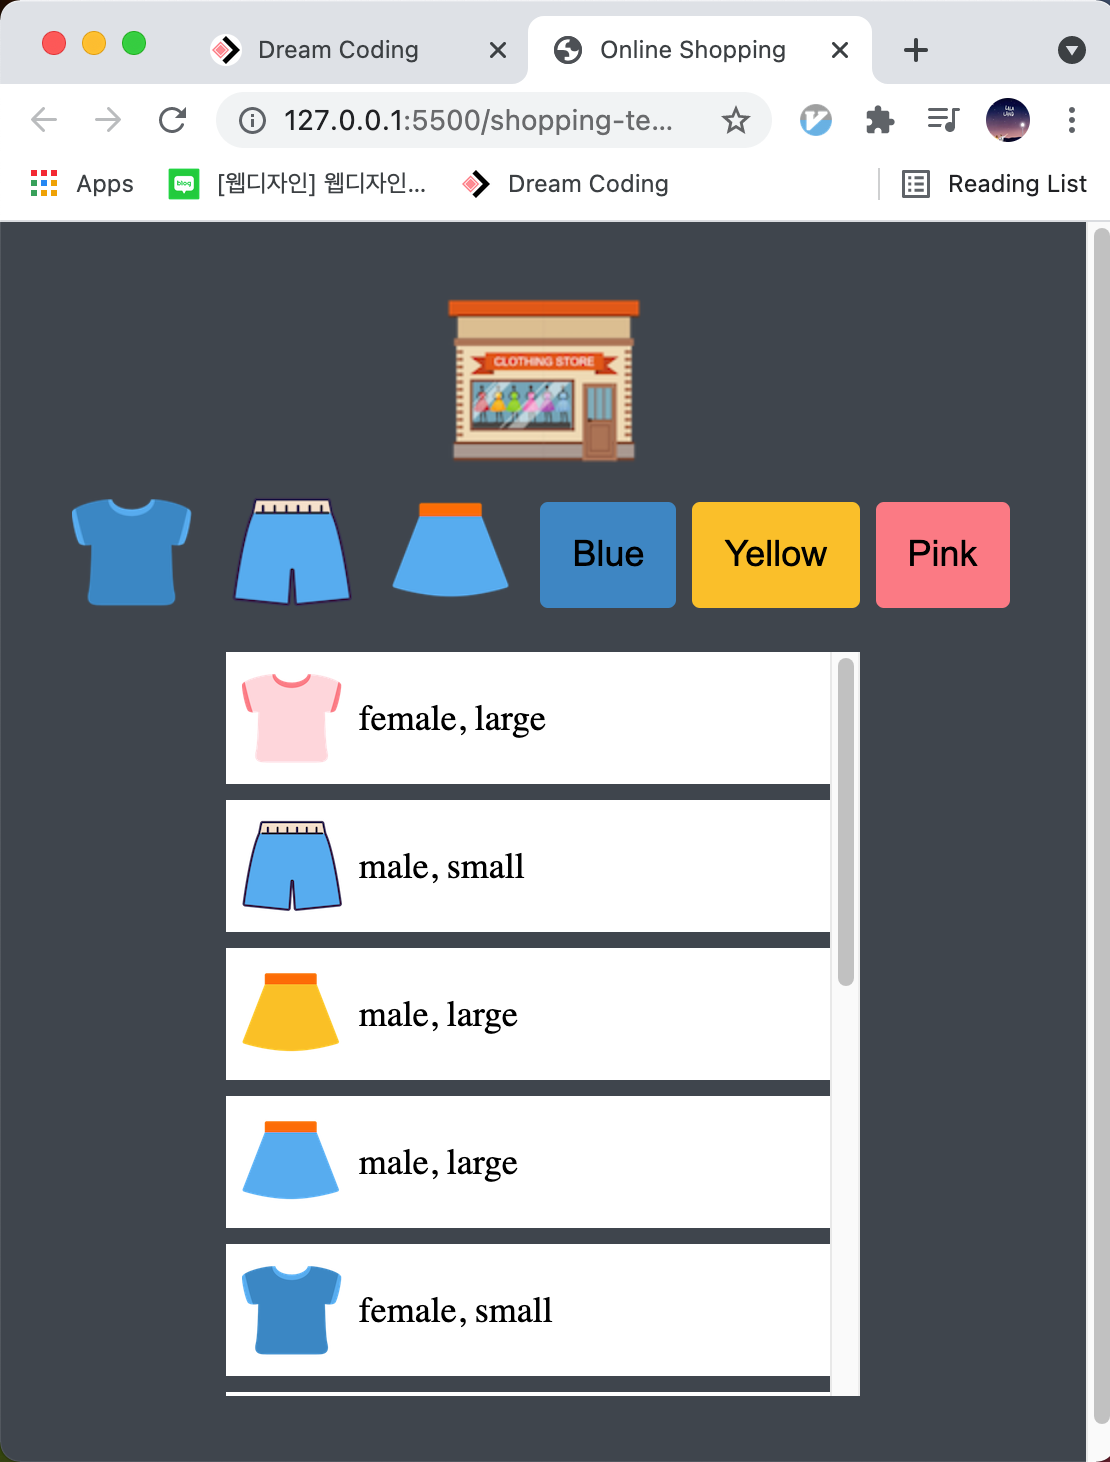 Dream Coding
Online Shopping
127.0.0.1:5500/shopping-te...
Apps
blog
[웹디자인] 웹디자인...
Dream Coding
Reading List
CLOTHING STORE
Blue
Yellow
Pink
female, large
male, small
male, large
male, large
female, small